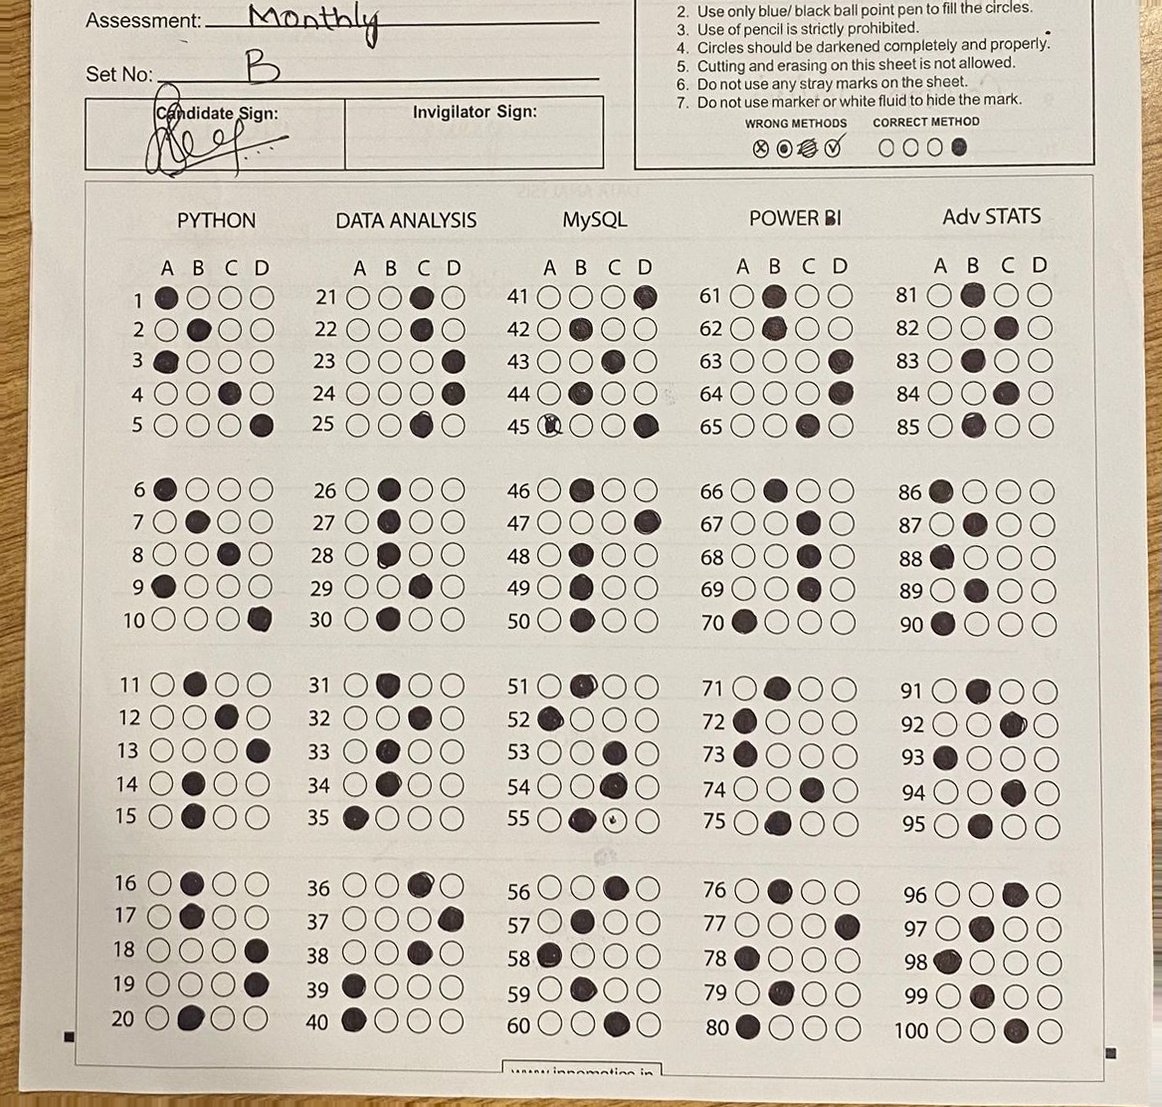 Assessment: Monthly
Set No: B
Candidate Sign:
Invigilator Sign:
2. Use only blue/ black ball point pen to fill the circles.
3. Use of pencil is strictly prohibited.
4. Circles should be darkened completely and properly.
5. Cutting and erasing on this sheet is not allowed.
6. Do not use any stray marks on the sheet.
7. Do not use marker or white fluid to hide the mark.
WRONG METHODS CORRECT METHOD
PYTHON DATA ANALYSIS MySQL POWER BI Adv STATS
A B C D A B C D A B C D A B C D A B C D
1 21 41 61 81
2 22 42 62 82
3 23 43 63 83
4 24 44 64 84
5 25 45 65 85
6 26 46 66 86
7 27 47 67 87
8 28 48 68 88
9 29 49 69 89
10 30 50 70 90
11 31 51 71 91
12 32 52 72 92
13 33 53 73 93
14 34 54 74 94
15 35 55 75 95
16 36 56 76 96
17 37 57 77 97
18 38 58 78 98
19 39 59 79 99
20 40 60 80 100